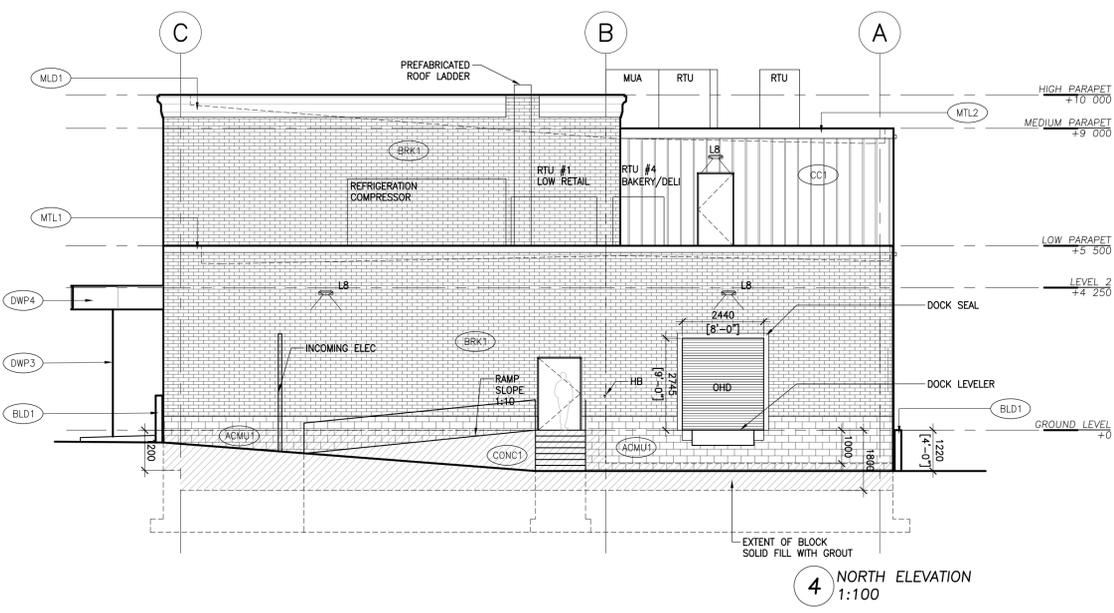 C
B
A
MLD1
PREFABRICATED
ROOF LADDER
MUA
RTU
RTU
HIGH PARAPET
+10 000
MTL2
MEDIUM PARAPET
+9 000
BRK1
L8
RTU #1
LOW RETAIL
RTU #4
BAKERY/DELI
CC1
REFRIGERATION
COMPRESSOR
MTL1
LOW PARAPET
+5 500
LEVEL 2
+4 250
DWP4
L8
L8
DOCK SEAL
2440
[8'-0"]
BRK1
INCOMING ELEC
DWP3
2745
[9'-0"]
OHD
RAMP
SLOPE
1:10
HB
DOCK LEVELER
BLD1
BLD1
GROUND LEVEL
+0
ACMU1
1200
CONC1
ACMU1
1000
1800
1220
[4'-0"]
EXTENT OF BLOCK
SOLID FILL WITH GROUT
4
NORTH ELEVATION
1:100